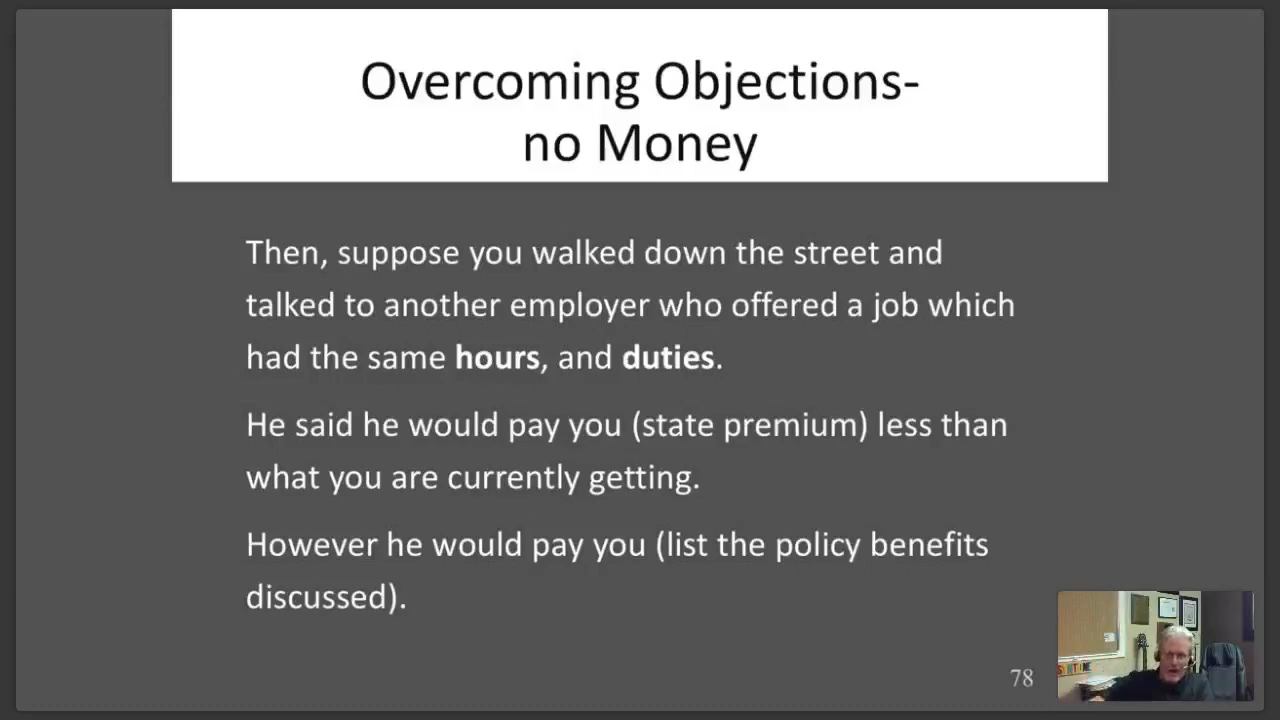 Overcoming Objections-
no Money
Then, suppose you walked down the street and
talked to another employer who offered a job which
had the same hours, and duties.
He said he would pay you (state premium) less than
what you are currently getting.
However he would pay you (list the policy benefits
discussed).
78